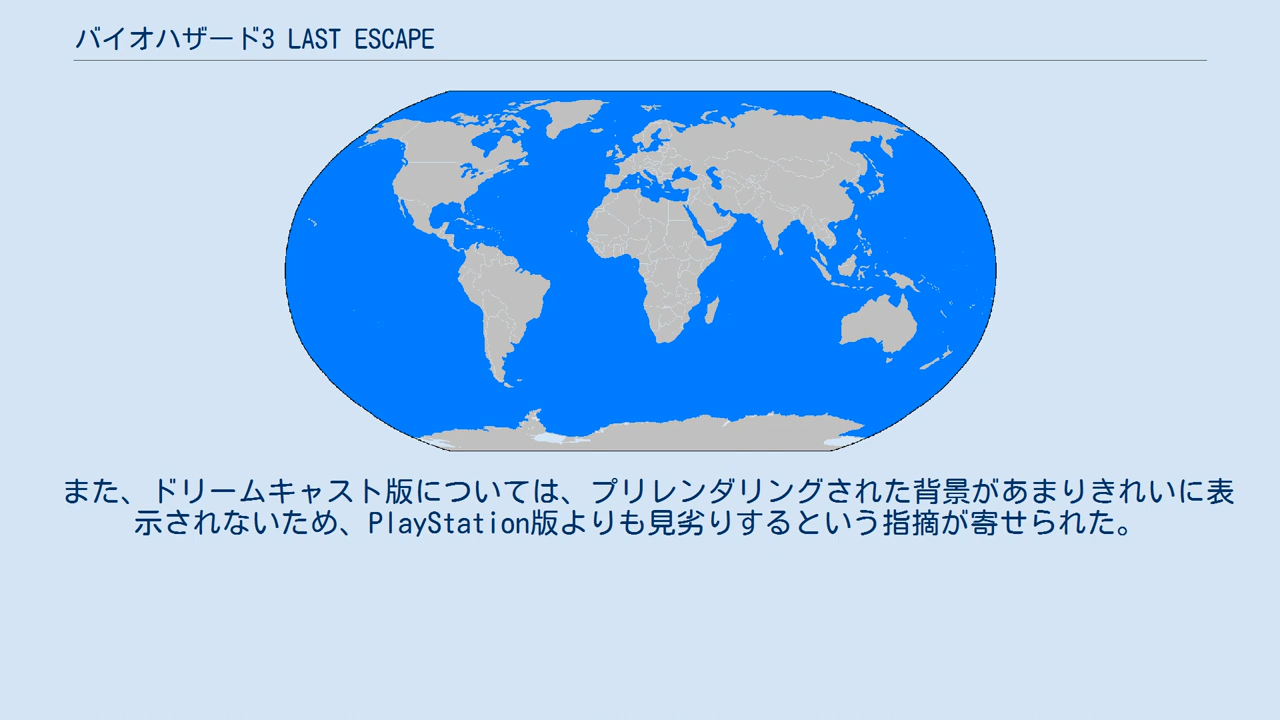 バイオハザード3 LAST ESCAPE
また、ドリームキャスト版については、プリレンダリングされた背景があまりきれいに表
示されないため、PlayStation版よりも見劣りするという指摘が寄せられた。